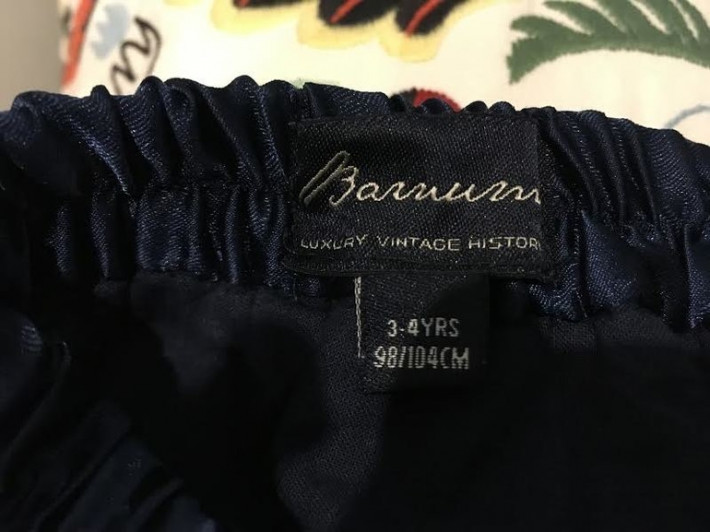 Barnum
LUXURY VINTAGE HISTOR
3-4YRS
98/104CM